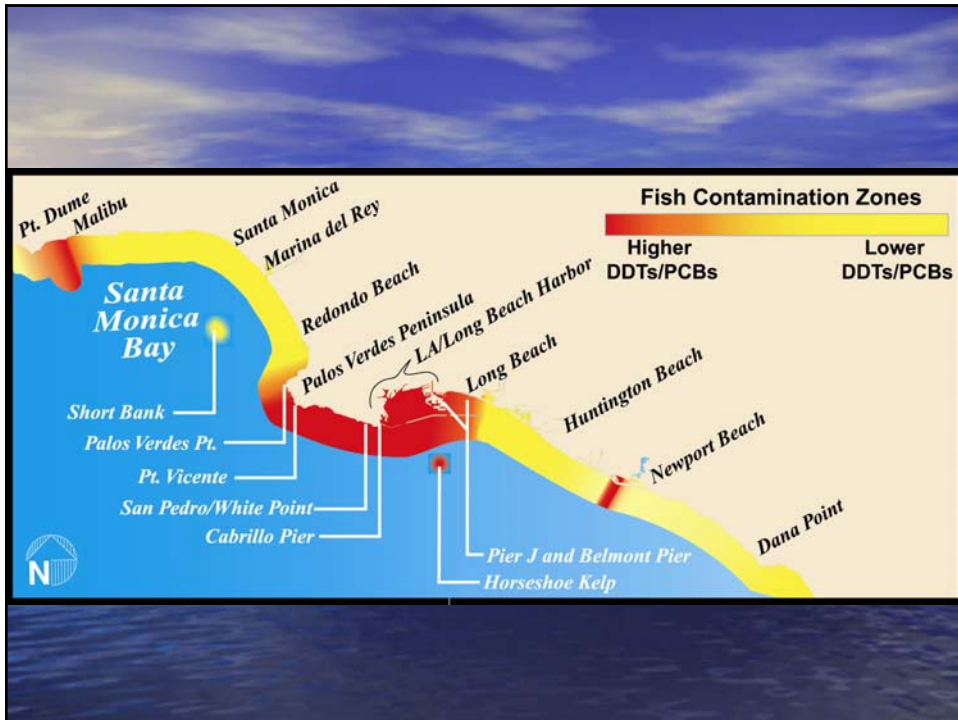 Fish Contamination Zones
Higher
DDTs/PCBs
Lower
DDTs/PCBs
Pt. Dume
Malibu
Santa Monica
Marina del Rey
Redondo Beach
Palos Verdes Peninsula
LA/Long Beach Harbor
Long Beach
Huntington Beach
Newport Beach
Dana Point
Santa
Monica
Bay
Short Bank
Palos Verdes Pt.
Pt. Vicente
San Pedro/White Point
Cabrillo Pier
Pier J and Belmont Pier
Horseshoe Kelp
N